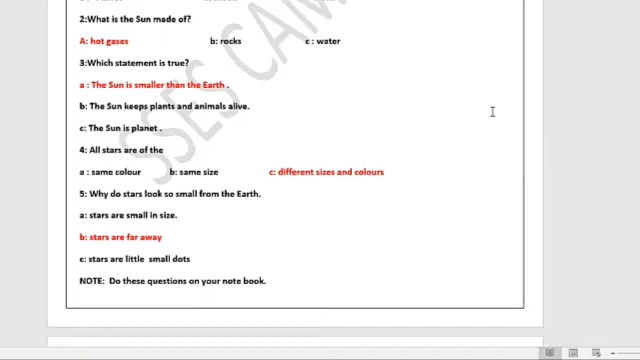 2:What is the Sun made of?
A: hot gases b: rocks c : water
3:Which statement is true?
a : The Sun is smaller than the Earth .
b: The Sun keeps plants and animals alive.
c: The Sun is planet .
4: All stars are of the
a : same colour b: same size c: different sizes and colours
5: Why do stars look so small from the Earth.
a: stars are small in size.
b: stars are far away
c: stars are little small dots
NOTE: Do these questions on your note book.
SSES CAM